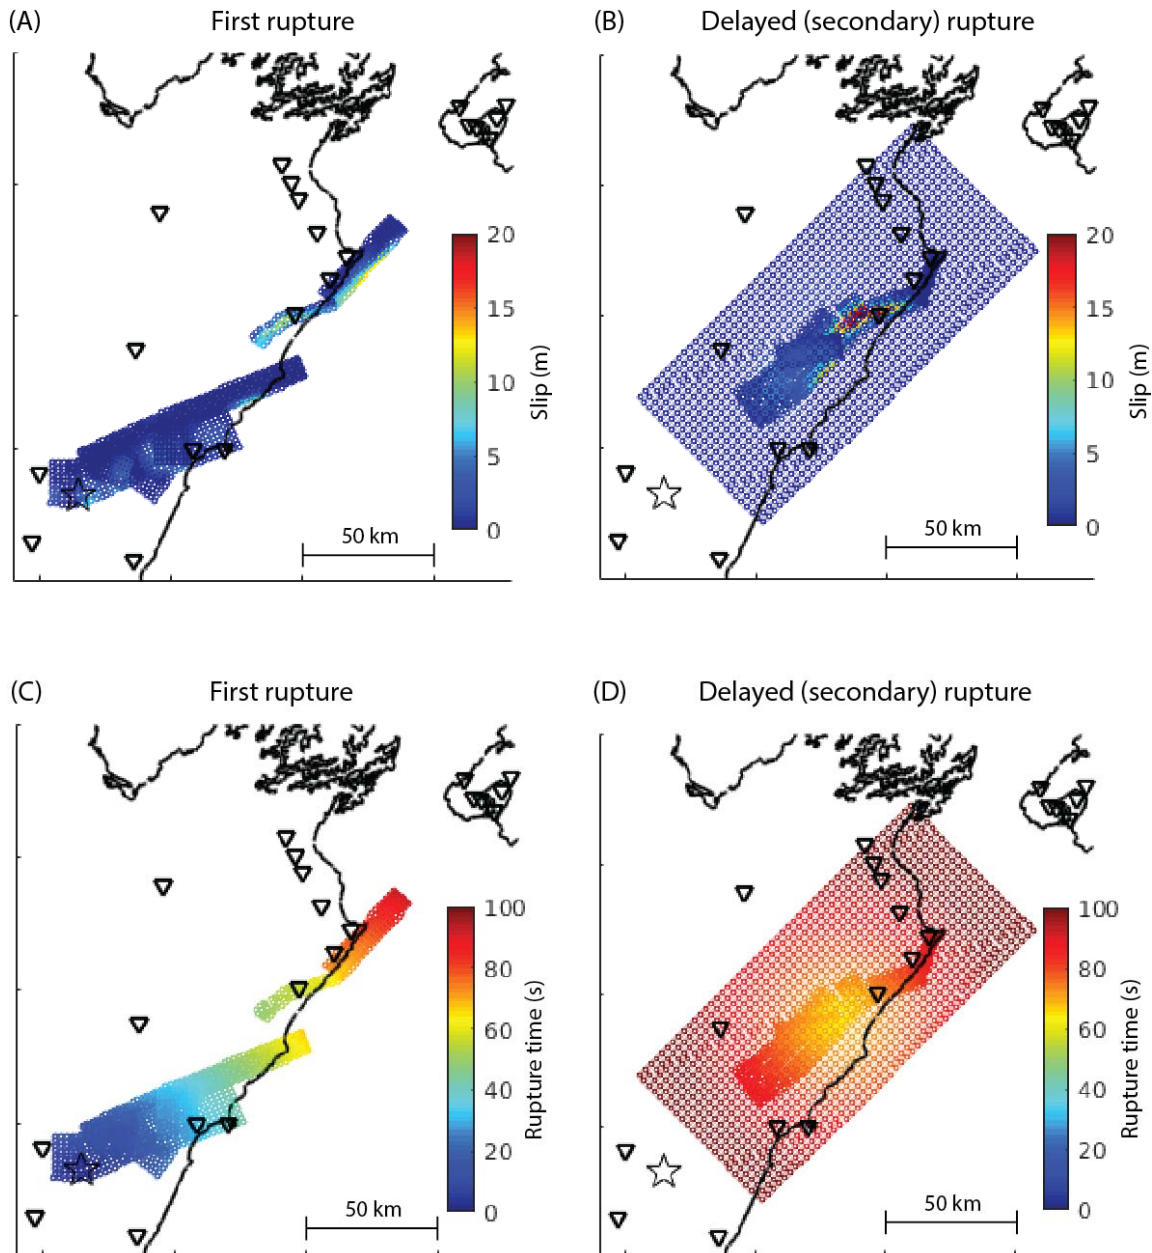 (A) First rupture
(B) Delayed (secondary) rupture
20
15
10
5
0
Slip (m)
50 km
20
15
10
5
0
Slip (m)
50 km
(C) First rupture
(D) Delayed (secondary) rupture
100
80
60
40
20
0
Rupture time (s)
50 km
100
80
60
40
20
0
Rupture time (s)
50 km